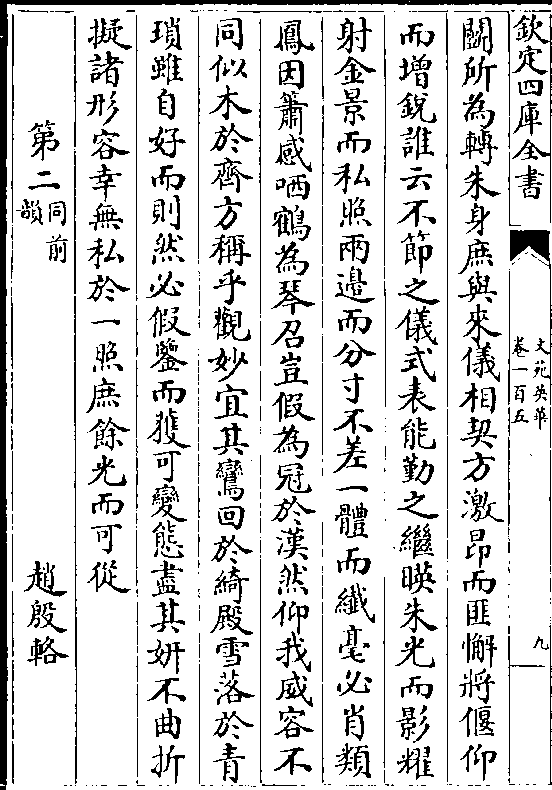 欽定四庫全書
文苑英華
卷一百五
九
關所為轉朱身庶與來儀相契方激昂而匪懈將偃仰
而增銳誰云不節之儀式表能勤之繼暎朱光而影耀
射金景而私照兩邉而分寸不差一體而纎毫必肖類
鳳因簫感哂鶴為琴召豈假為冠於漢然仰我威容不
同似木於齊方稱乎觀妙宜其鸞回於綺殿雪落於青
瑣雖自好而則然必假鑒而獲可變態盡其妍不曲折
擬諸形容幸無私於一照庶餘光而可從
第二同前韻
趙殷輅